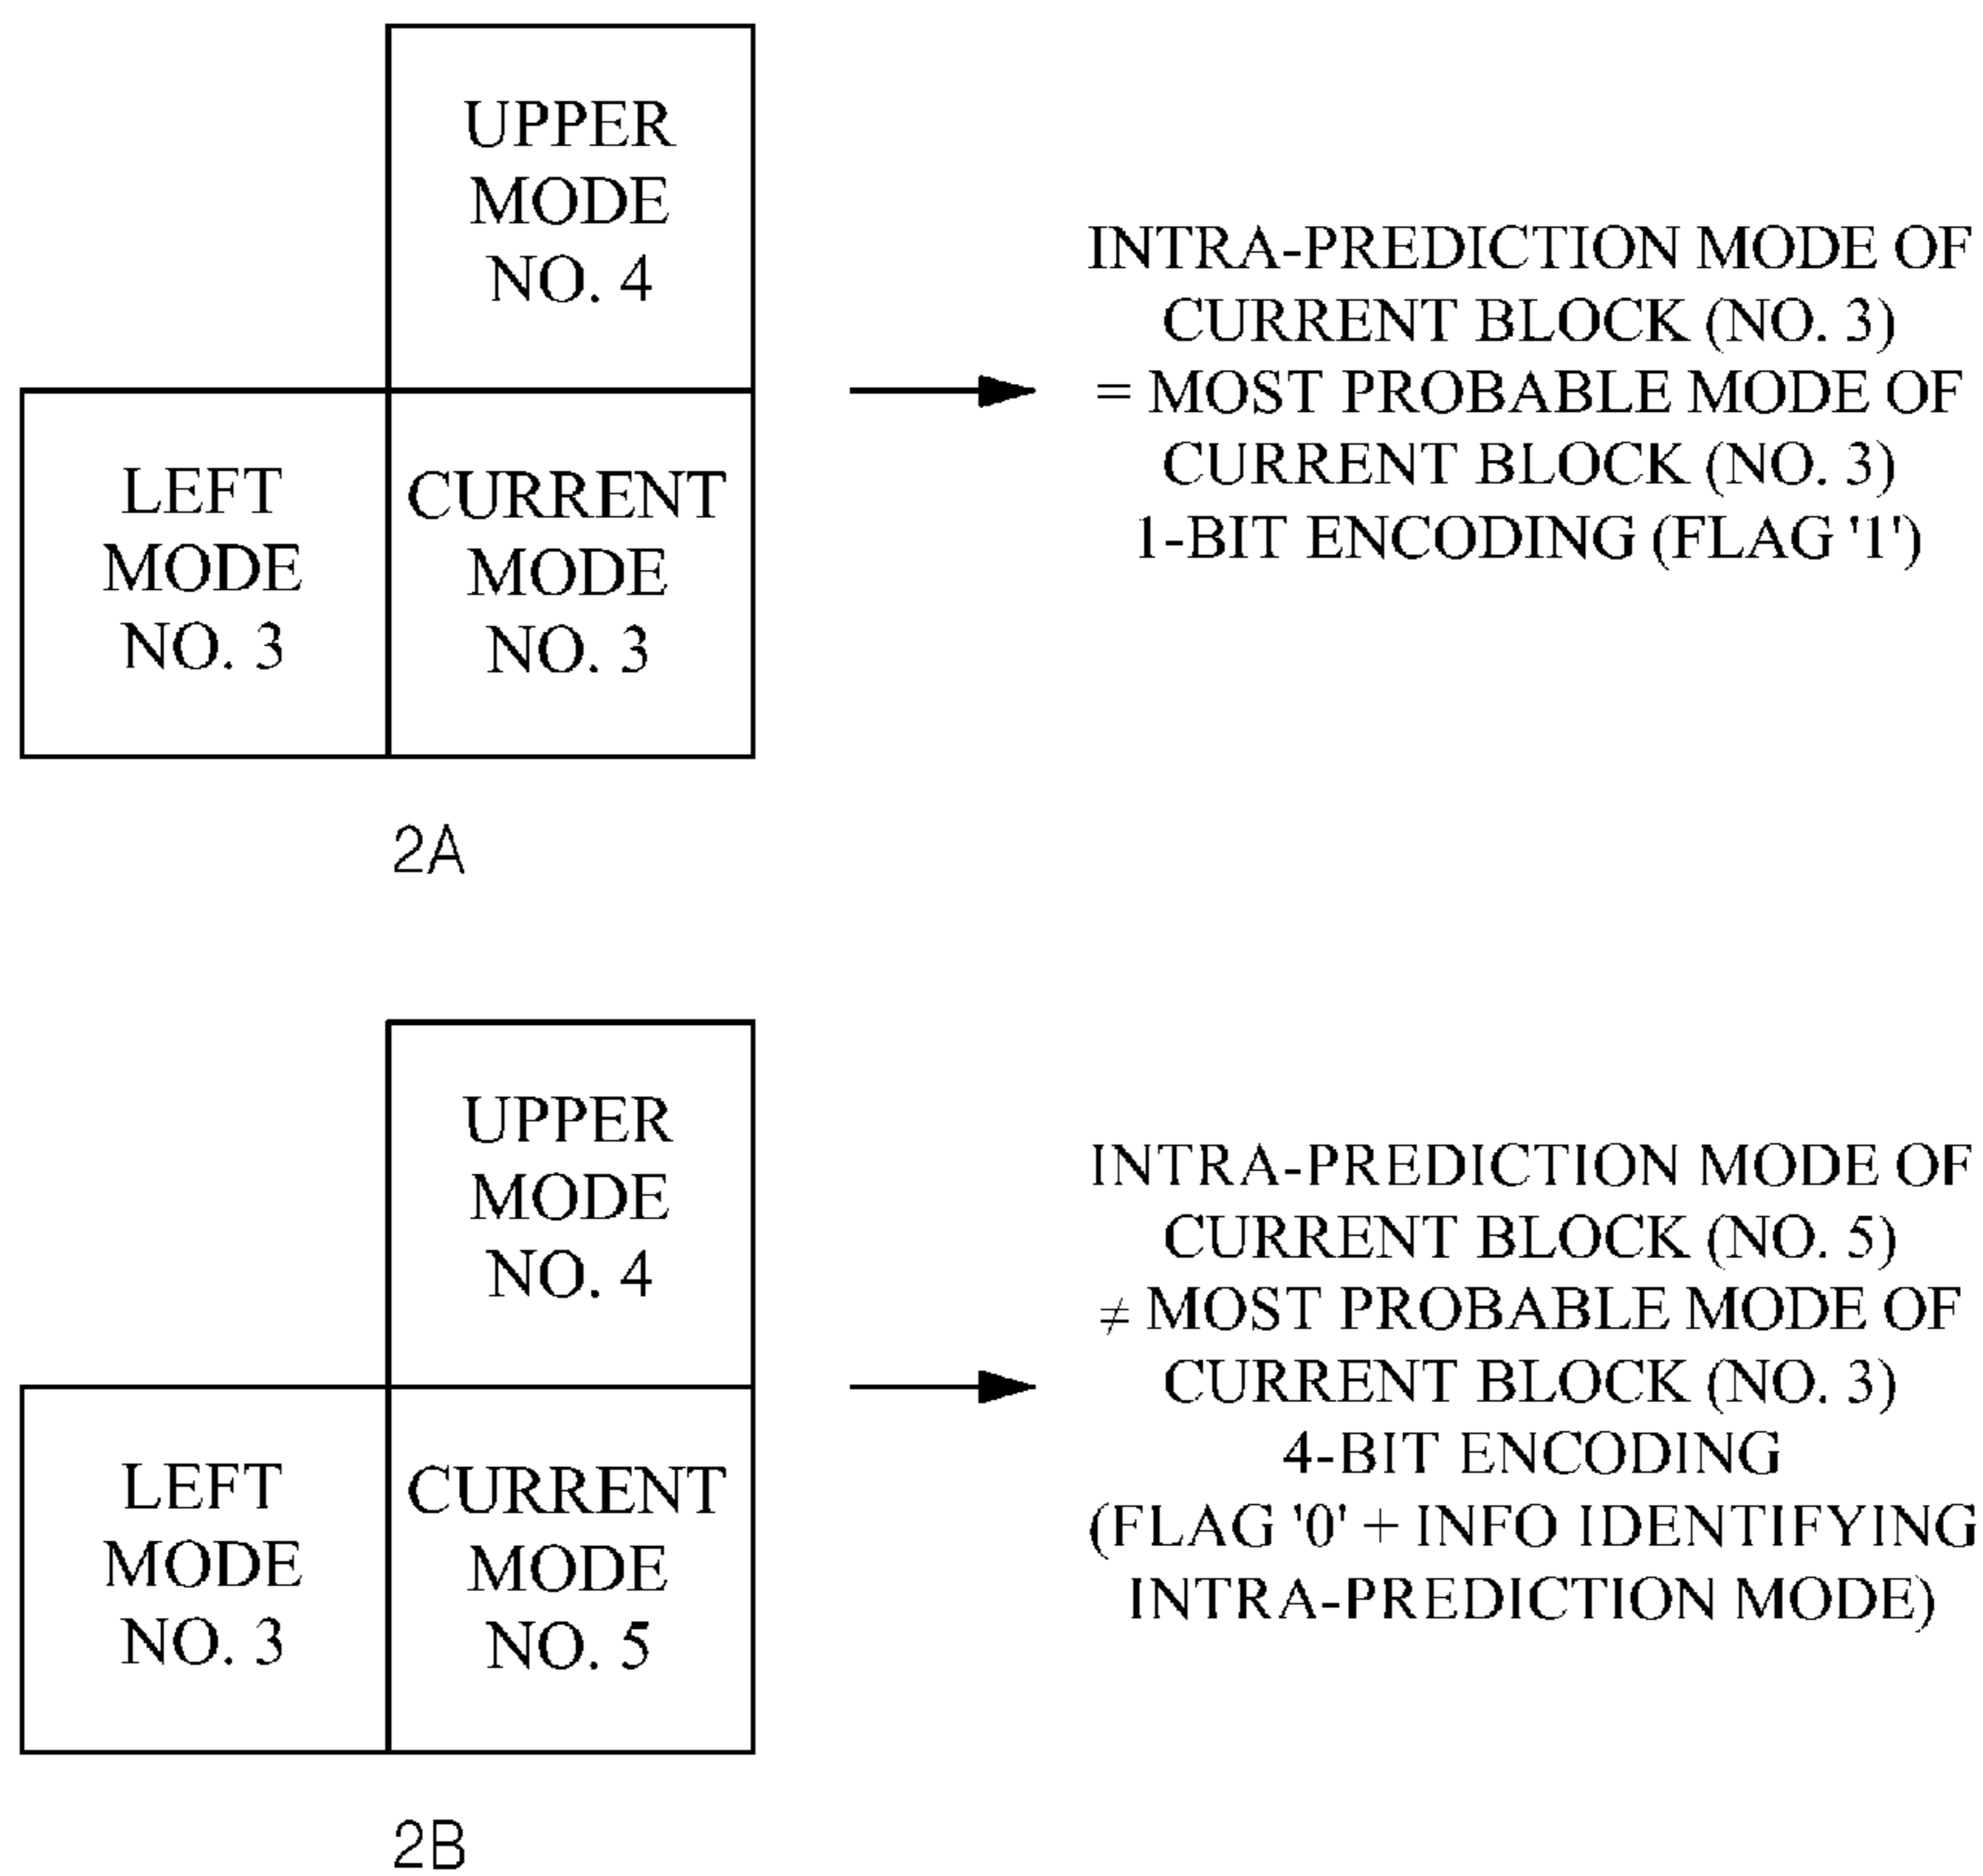 UPPER
MODE
NO. 4
LEFT
MODE
NO. 3
CURRENT
MODE
NO. 3
INTRA-PREDICTION MODE OF
CURRENT BLOCK (NO. 3)
= MOST PROBABLE MODE OF
CURRENT BLOCK (NO. 3)
1-BIT ENCODING (FLAG '1')
2A
UPPER
MODE
NO. 4
LEFT
MODE
NO. 3
CURRENT
MODE
NO. 5
INTRA-PREDICTION MODE OF
CURRENT BLOCK (NO. 5)
≠ MOST PROBABLE MODE OF
CURRENT BLOCK (NO. 3)
4-BIT ENCODING
(FLAG '0' + INFO IDENTIFYING
INTRA-PREDICTION MODE)
2B